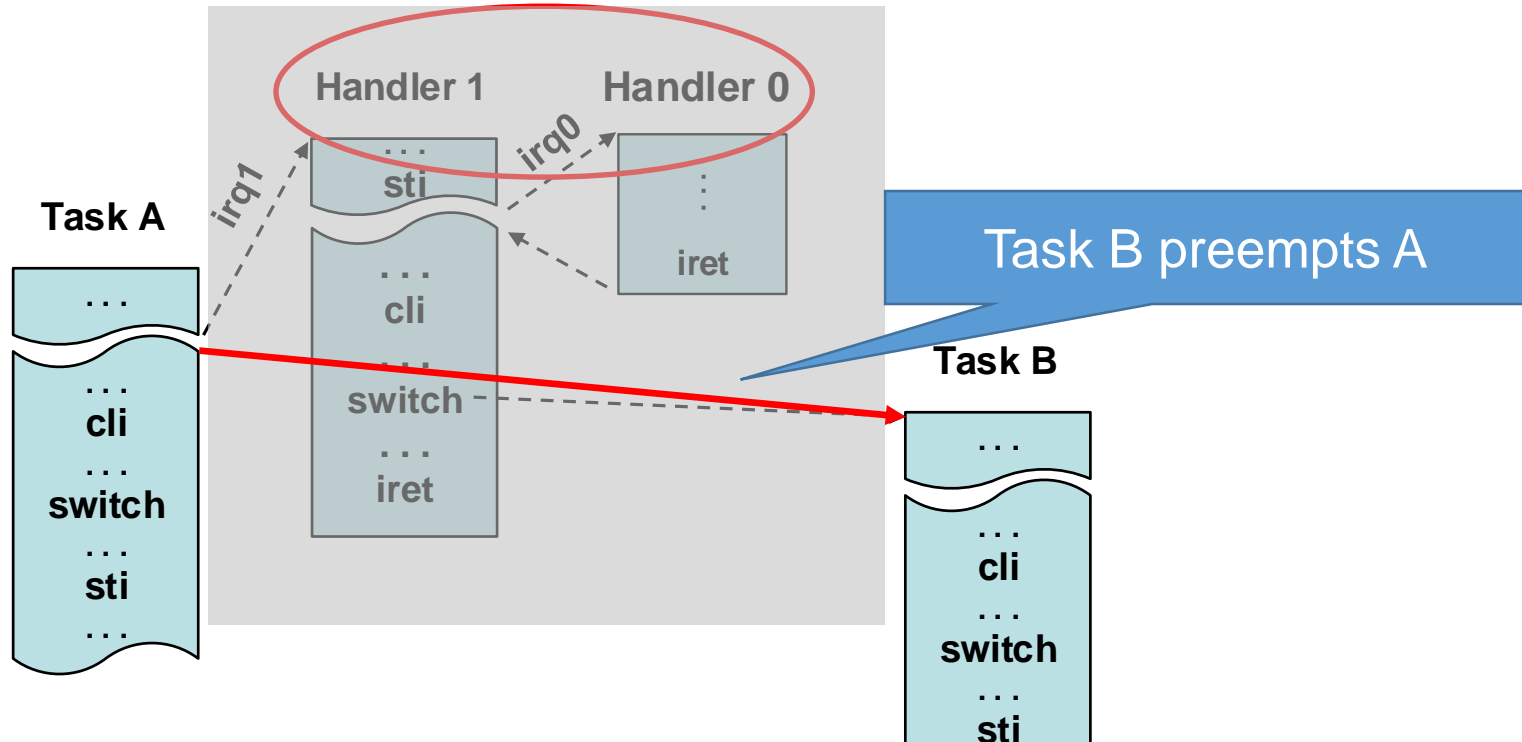 Handler 1
Handler 0
irq1
irq0
...
sti
...
cli
...
switch
...
iret
.
.
.
iret
Task A
...
...
cli
...
switch
...
sti
...
Task B preempts A
Task B
...
...
cli
...
switch
...
sti